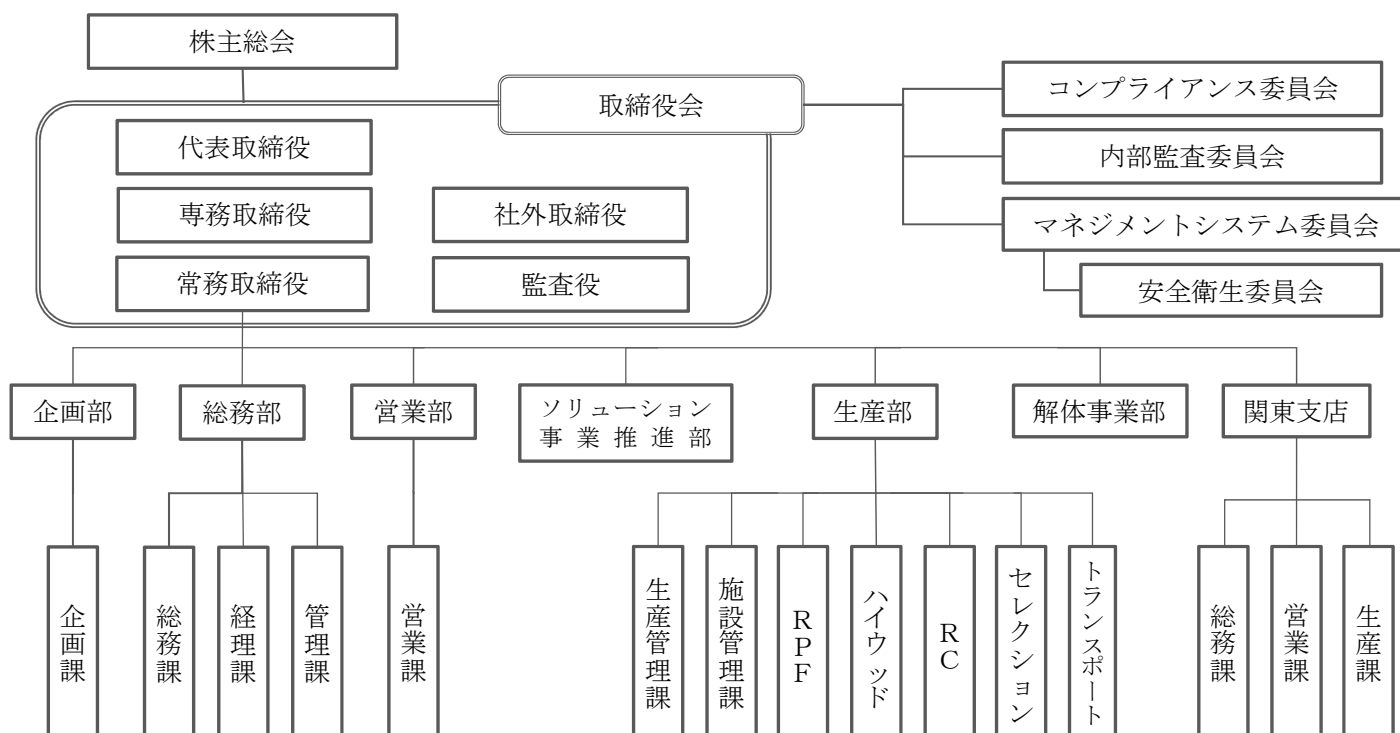 株主総会
取締役会
コンプライアンス委員会
代表取締役
内部監査委員会
専務取締役
社外取締役
マネジメントシステム委員会
常務取締役
監査役
安全衛生委員会
企画部
総務部
営業部
ソリューション
事業推進部
生産部
解体事業部
関東支店
企画課
総務課
経理課
管理課
営業課
生産管理課
施設管理課
RPF
ハイウッド
RC
セレクション
トランスポート
総務課
営業課
生産課